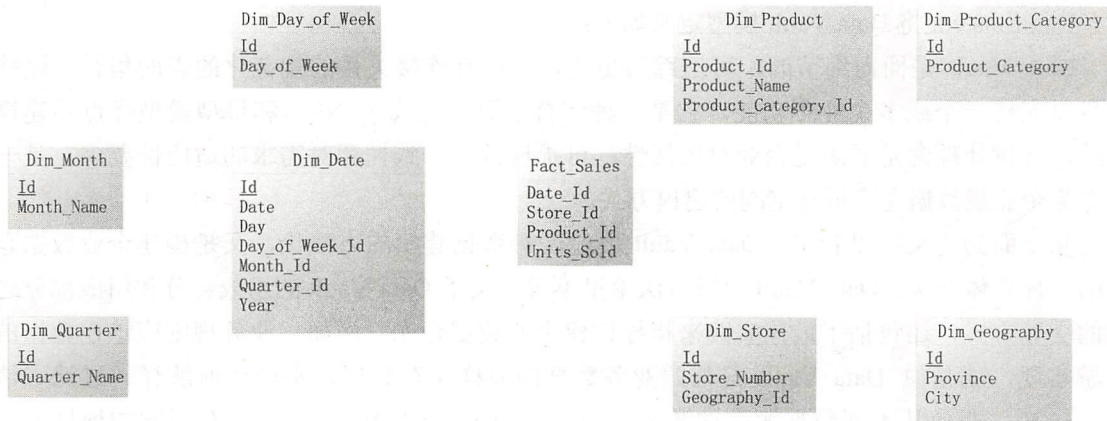 Dim_Day_of_Week
Id
Day_of_Week
Dim_Product
Id
Product_Id
Product_Name
Product_Category_Id
Dim_Product_Category
Id
Product_Category
Dim_Month
Id
Month_Name
Dim_Date
Id
Date
Day
Day_of_Week_Id
Month_Id
Quarter_Id
Year
Fact_Sales
Date_Id
Store_Id
Product_Id
Units_Sold
Dim_Quarter
Id
Quarter_Name
Dim_Store
Id
Store_Number
Geography_Id
Dim_Geography
Id
Province
City